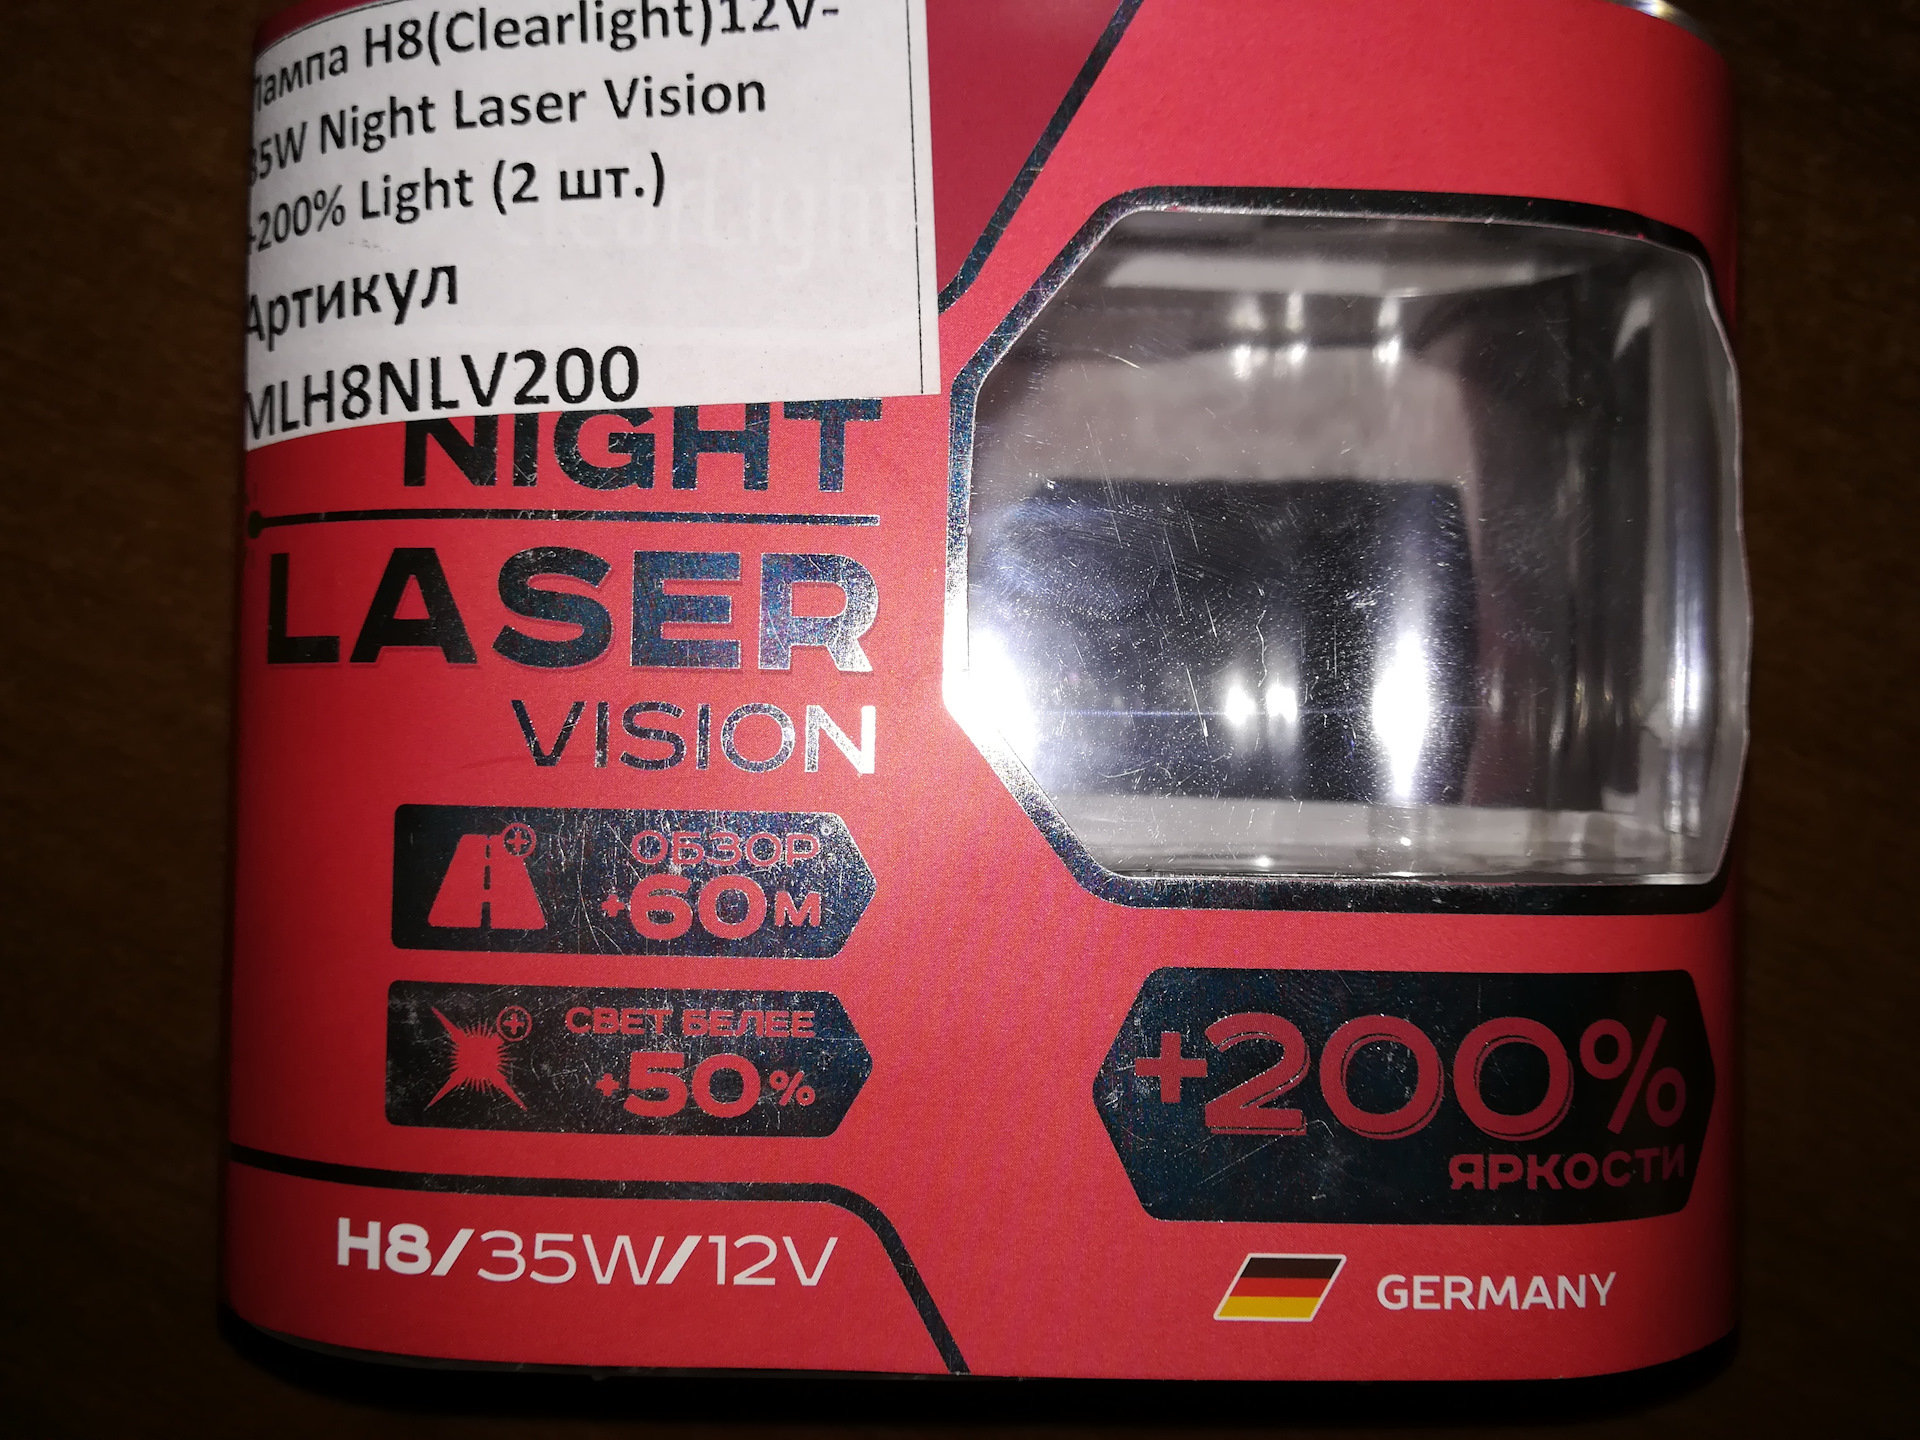 лампа H8(Clearlight)12V-
35W Night Laser Vision
+200% Light (2 шт.)
Артикул
MLH8NLV200
NIGHT
LASER
VISION
ОБЗОР
+60М
СВЕТ БЕЛЕЕ
+50%
+200%
ЯРКОСТИ
H8/35W/12V
GERMANY